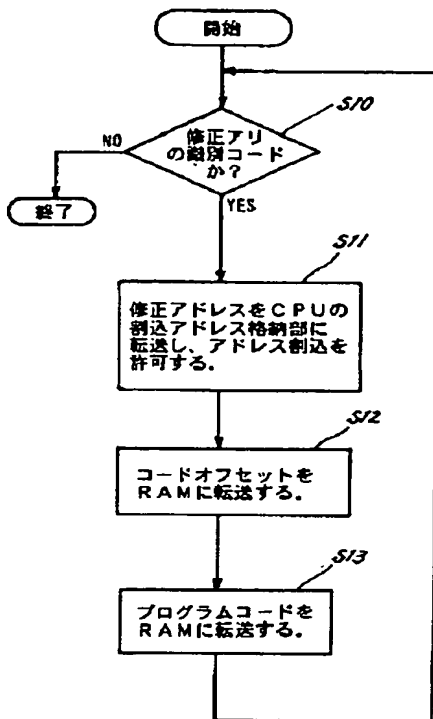 開始
S10
修正アリ
の識別コード
か?
NO
終了
YES
S11
修正アドレスをCPUの
割込アドレス格納部に
転送し、アドレス割込を
許可する。
S12
コードオフセットを
RAMに転送する。
S13
プログラムコードを
RAMに転送する。